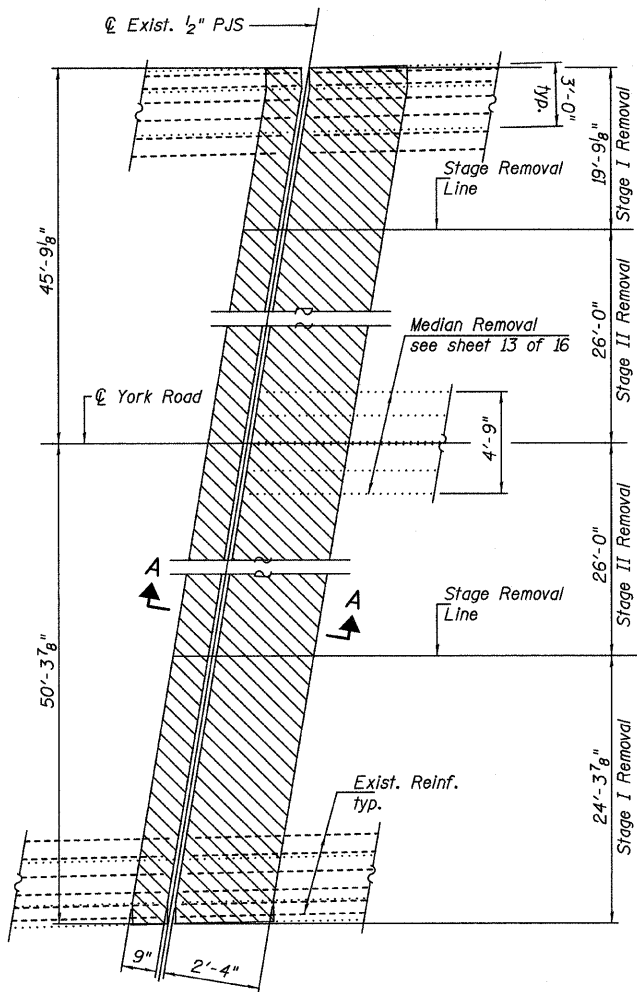 ℄ Exist. ½" PJS
3'-0"
typ.
19'-9⅛"
Stage I Removal
Stage Removal
Line
45'-9⅛"
26'-0"
Stage II Removal
Median Removal
see sheet 13 of 16
℄ York Road
4'-9"
26'-0"
Stage II Removal
A
A
Stage Removal
Line
50'-3⅞"
24'-3⅞"
Stage I Removal
Exist. Reinf.
typ.
9"
2'-4"